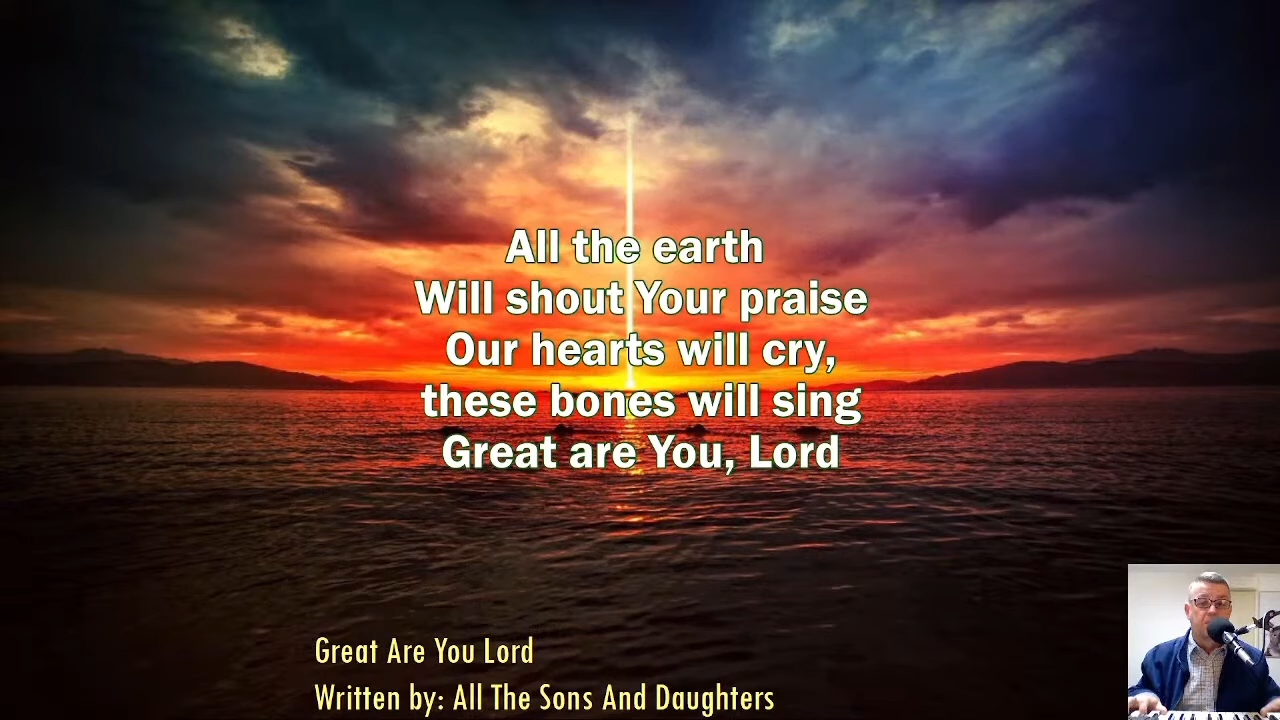 All the earth
Will shout Your praise
Our hearts will cry,
these bones will sing
Great are You, Lord
Great Are You Lord
Written by: All The Sons And Daughters